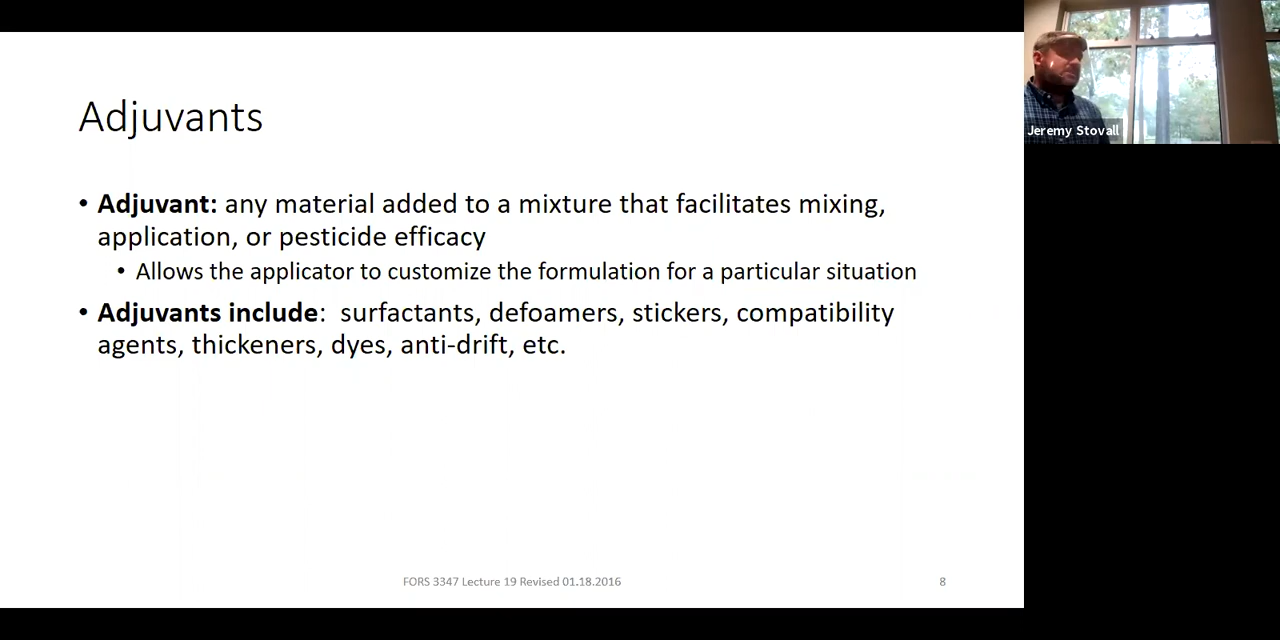 Adjuvants
• Adjuvant: any material added to a mixture that facilitates mixing,
application, or pesticide efficacy
• Allows the applicator to customize the formulation for a particular situation
• Adjuvants include:  surfactants, defoamers, stickers, compatibility
agents, thickeners, dyes, anti-drift, etc.
FORS 3347 Lecture 19 Revised 01.18.2016
8
Jeremy Stovall